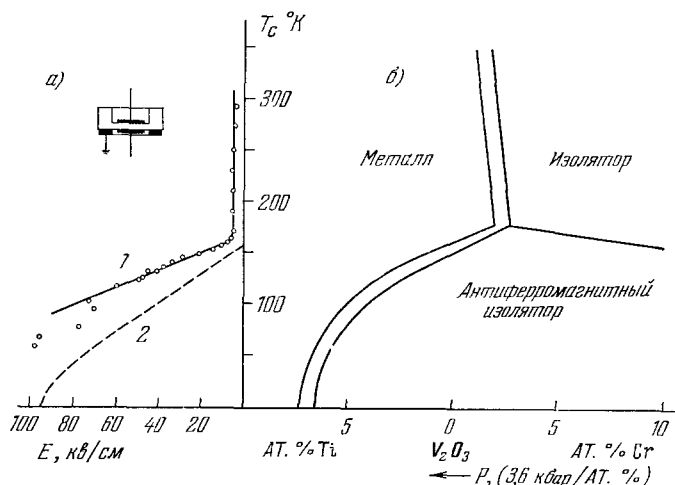 T_c °K
а)
в)
300
200
100
Металл
Изолятор
Антиферромагнитный
изолятор
1
2
100 80 60 40 20
5 0 5 10
E, кв/см
АТ. % Ti
V₂O₃
АТ. % Cr
← P, (3,6 квар/АТ. %)